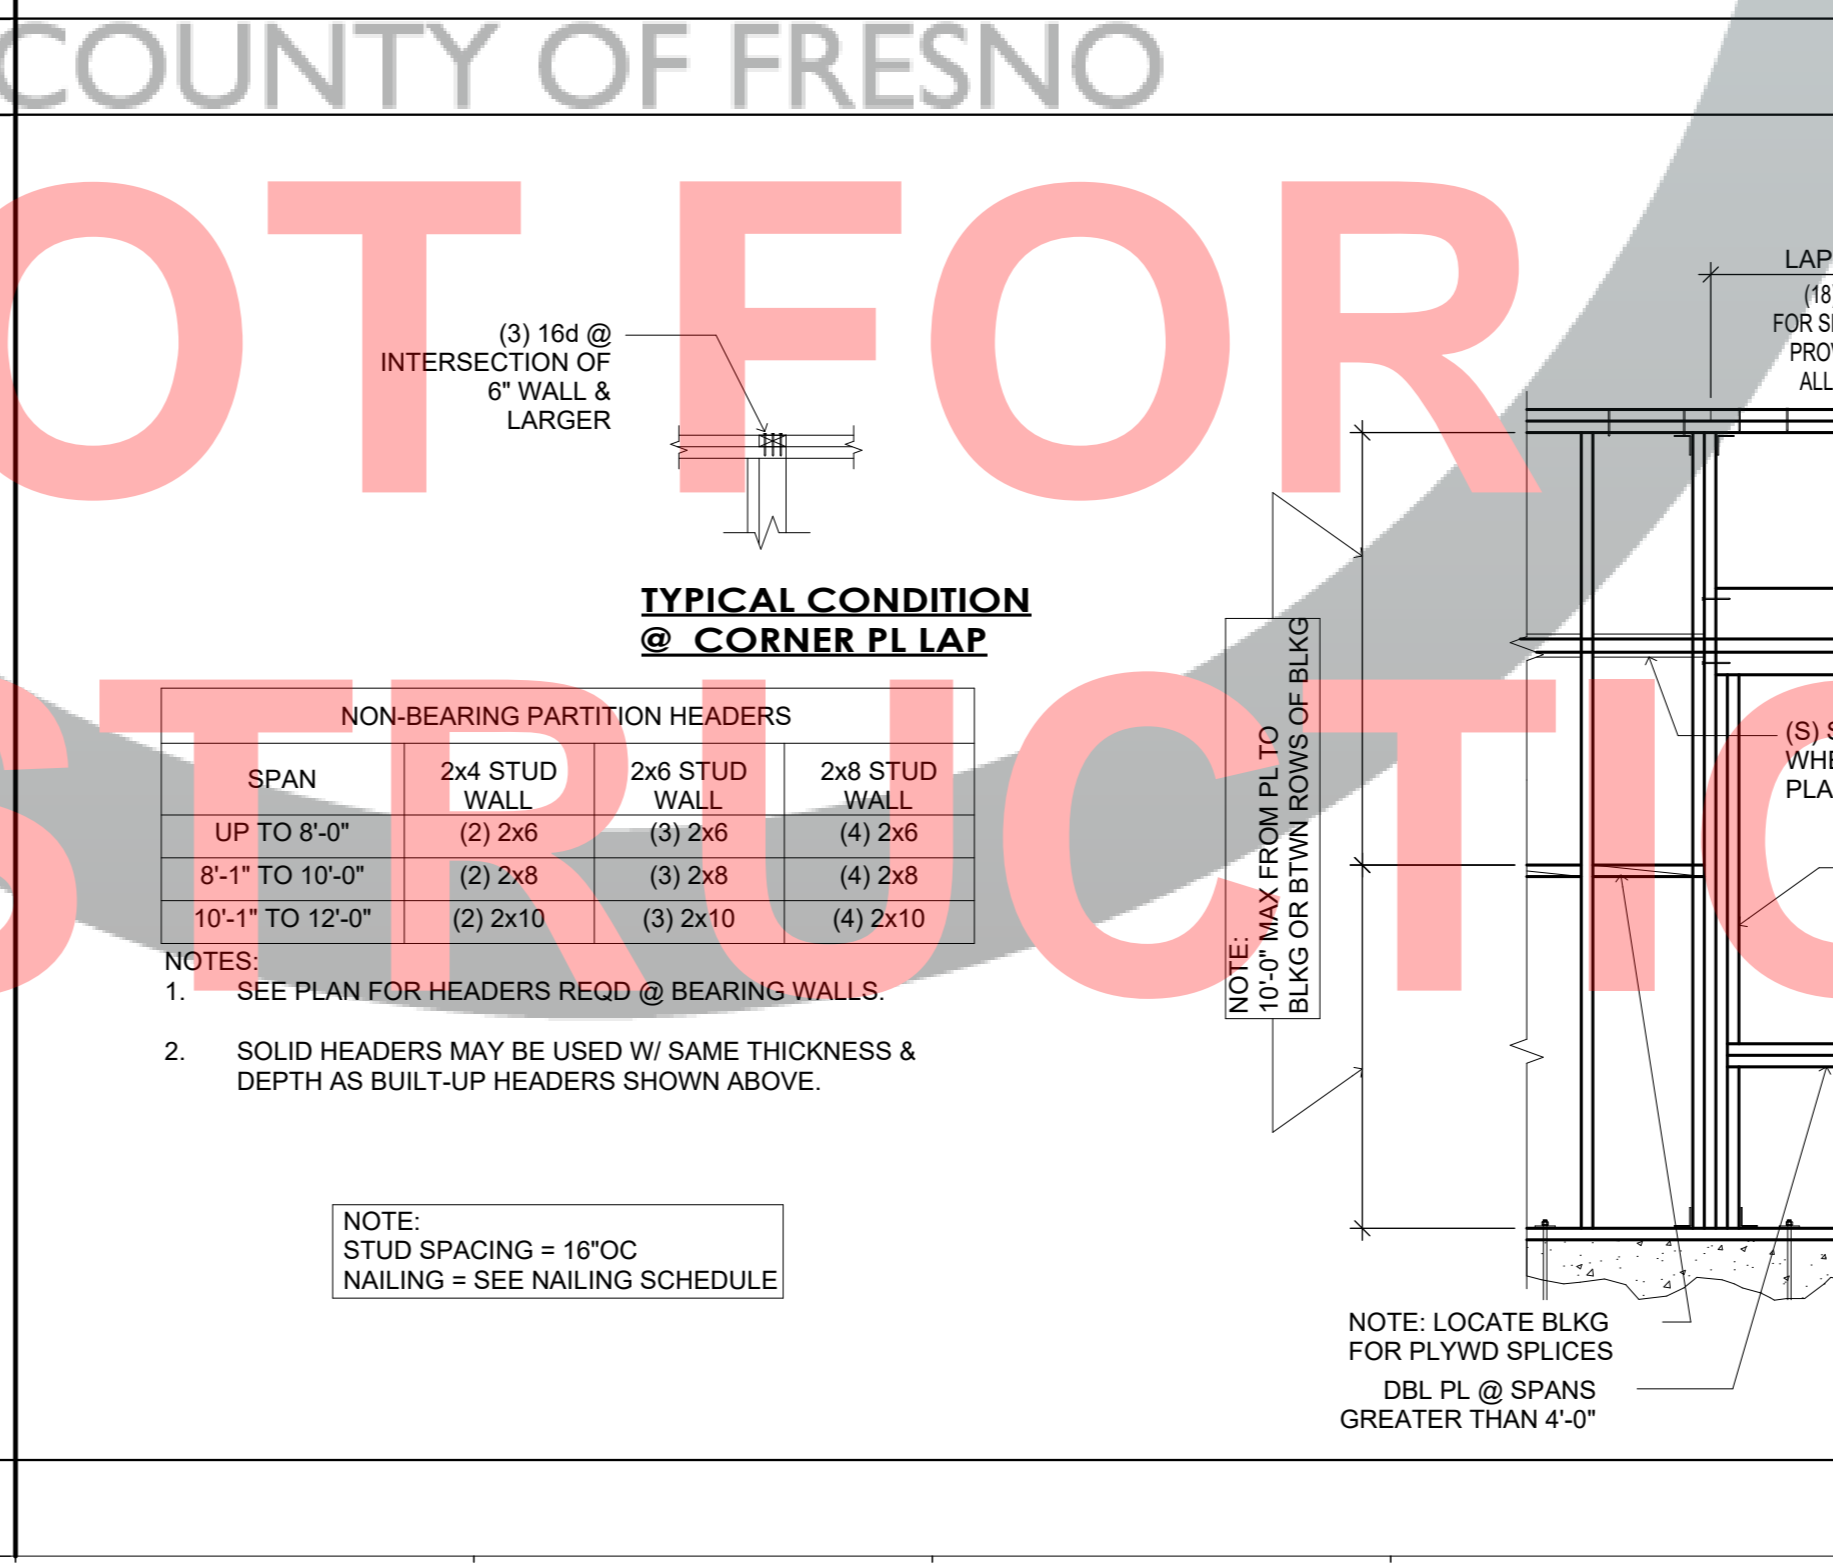 COUNTY OF FRESNO
OT FOR
STRUCTIO
(3) 16d @
INTERSECTION OF
6" WALL &
LARGER
TYPICAL CONDITION
@ CORNER PL LAP
NON-BEARING PARTITION HEADERS
SPAN 2x4 STUD WALL 2x6 STUD WALL 2x8 STUD WALL
UP TO 8'-0" (2) 2x6 (3) 2x6 (4) 2x6
8'-1" TO 10'-0" (2) 2x8 (3) 2x8 (4) 2x8
10'-1" TO 12'-0" (2) 2x10 (3) 2x10 (4) 2x10
NOTES:
1. SEE PLAN FOR HEADERS REQD @ BEARING WALLS.
2. SOLID HEADERS MAY BE USED W/ SAME THICKNESS &
DEPTH AS BUILT-UP HEADERS SHOWN ABOVE.
NOTE:
STUD SPACING = 16"OC
NAILING = SEE NAILING SCHEDULE
NOTE:
10'-0" MAX FROM PL TO
BLKG OR BTWN ROWS OF BLKG
LAP
(18
FOR
ALL
(S)
NOTE: LOCATE BLKG
FOR PLYWD SPLICES
DBL PL @ SPANS
GREATER THAN 4'-0"